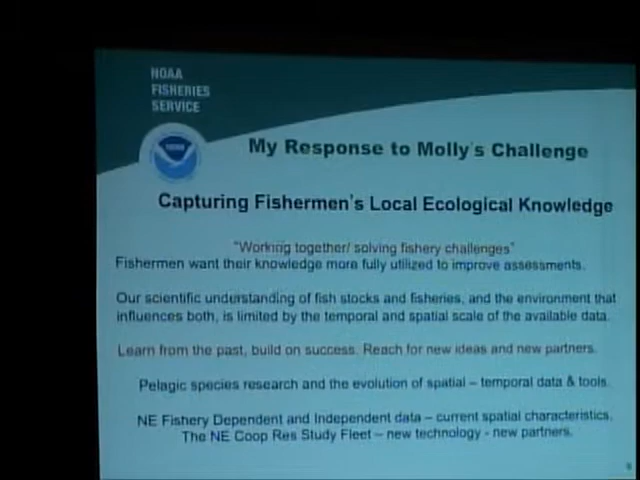 NOAA
FISHERIES
SERVICE
My Response to Molly's Challenge
Capturing Fishermen's Local Ecological Knowledge
"Working together/ solving fishery challenges"
Fishermen want their knowledge more fully utilized to improve assessments.
Our scientific understanding of fish stocks and fisheries, and the environment that
influences both, is limited by the temporal and spatial scale of the available data.
Learn from the past, build on success. Reach for new ideas and new partners.
Pelagic species research and the evolution of spatial – temporal data & tools.
NE Fishery Dependent and Independent data – current spatial characteristics.
The NE Coop Res Study Fleet – new technology - new partners.